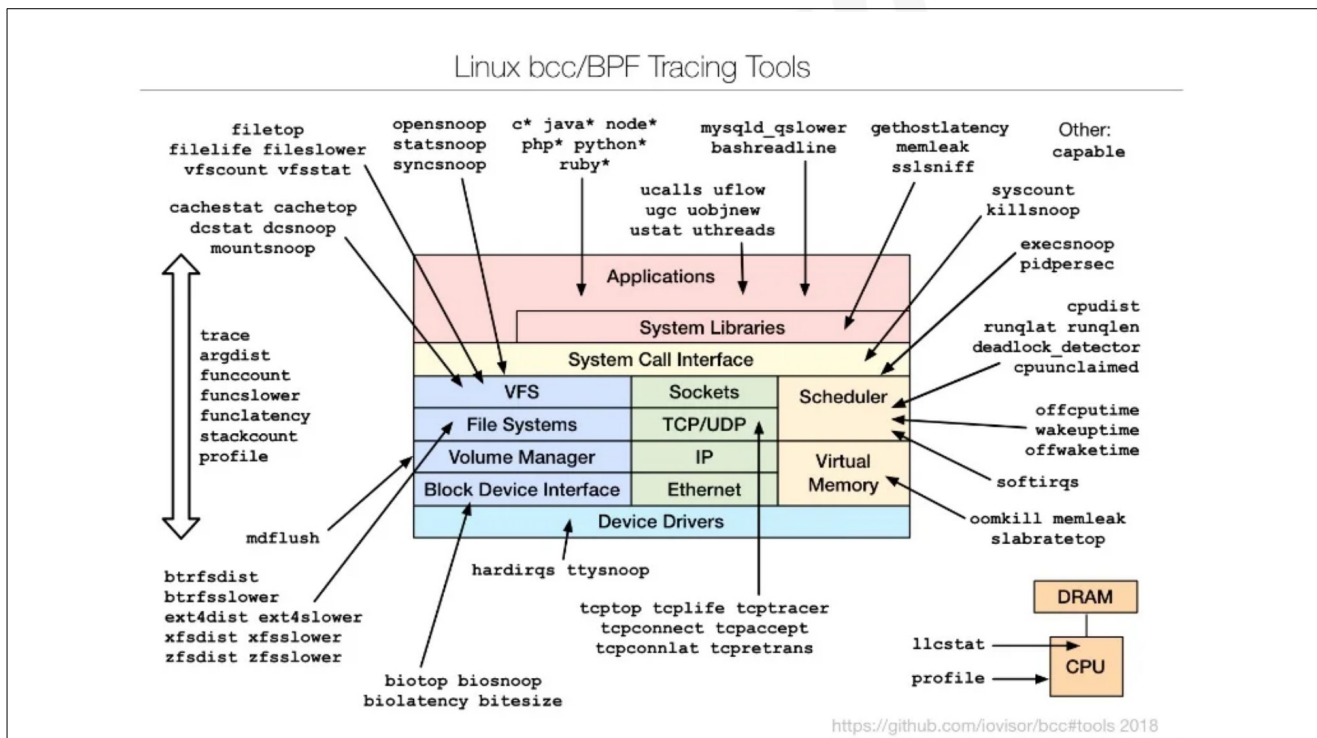 Linux bcc/BPF Tracing Tools
filetop
filelife fileslower
vfscount vfsstat
opensnoop
statsnoop
syncsnoop
c* java* node*
php* python*
ruby*
mysqld_qslower
bashreadline
gethostlatency
memleak
sslsniff
Other:
capable
cachestat cachetop
dcstat dcsnoop
mountsnoop
ucalls uflow
ugc uobjnew
ustat uthreads
syscount
killsnoop
execsnoop
pidpersec
cpudist
runqlat runqlen
deadlock_detector
cpuunclaimed
offcputime
wakeuptime
offwaketime
softirqs
oomkill memleak
slabratetop
trace
argdist
funccount
funcslower
funclatency
stackcount
profile
Applications
System Libraries
System Call Interface
VFS
Sockets
Scheduler
File Systems
TCP/UDP
Volume Manager
IP
Virtual
Memory
Block Device Interface
Ethernet
Device Drivers
mdflush
hardirqs ttysnoop
btrfsdist
btrfsslower
ext4dist ext4slower
xfsdist xfsslower
zfsdist zfsslower
biotop biosnoop
biolatency bitesize
tcptop tcplife tcptracer
tcpconnect tcpaccept
tcpconnlat tcpretrans
DRAM
llcstat
CPU
profile
https://github.com/iovisor/bcc#tools 2018